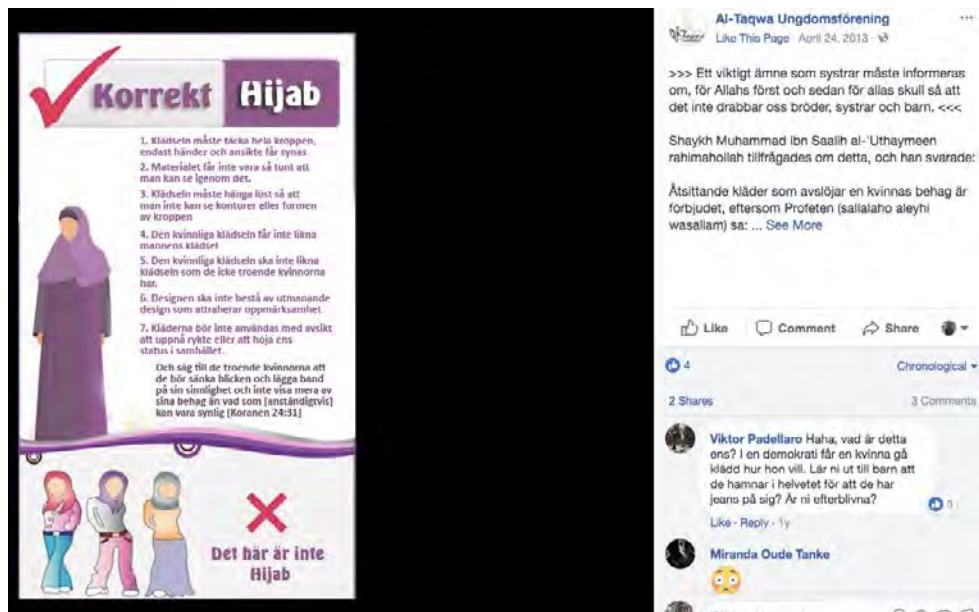 Korrekt Hijab
1. Klädseln måste täcka hela kroppen,
endast händer och ansikte får synas
2. Materialet får inte vara så tunt att
man kan se igenom det.
3. Klädseln måste hänga löst så att
man inte kan se konturer eller formen
av kroppen
4. Den kvinnliga klädseln får inte likna
mannens klädsel
5. Den kvinnliga klädseln ska inte likna
klädseln som de icke troende kvinnorna
har.
6. Designen ska inte bestå av utmanande
design som attraherar uppmärksamhet
7. Kläderna bör inte användas med avsikt
att uppnå rykte eller att höja ens
status i samhället.
Och säg till de troende kvinnorna att
de bör sänka blicken och lägga band
på sin sinnlighet och inte visa mera av
sina behag än vad som [anständigtvis]
kan vara synlig [Koranen 24:31]
Det här är inte
Hijab
Al-Taqwa Ungdomsförening
Like This Page · April 24, 2013 ·
>>> Ett viktigt ämne som systrar måste informeras
om, för Allahs först och sedan för allas skull så att
det inte drabbar oss bröder, systrar och barn. <<<
Shaykh Muhammad Ibn Saalih al-'Uthaymeen
rahimahollah tillfrågades om detta, och han svarade:
Åtsittande kläder som avslöjar en kvinnas behag är
förbjudet, eftersom Profeten (sallalaho aleyhi
wasallam) sa: ... See More
Like Comment Share
4 Chronological
2 Shares 3 Comments
Viktor Padellaro Haha, vad är detta
ens? I en demokrati får en kvinna gå
klädd hur hon vill. Lär ni ut till barn att
de hamnar i helvetet för att de har
jeans på sig? Är ni efterblivna?
Like · Reply · 1y
Miranda Oude Tanke